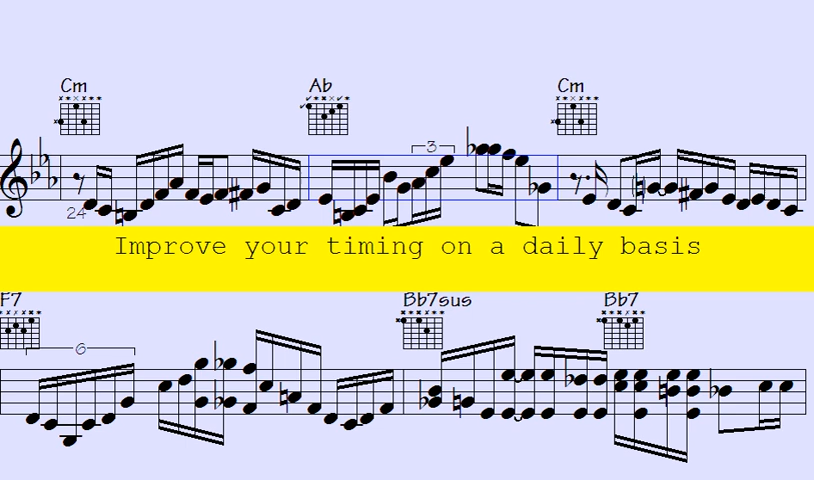 Cm Ab Cm
3
24
Improve your timing on a daily basis
F7 Bb7sus Bb7
6